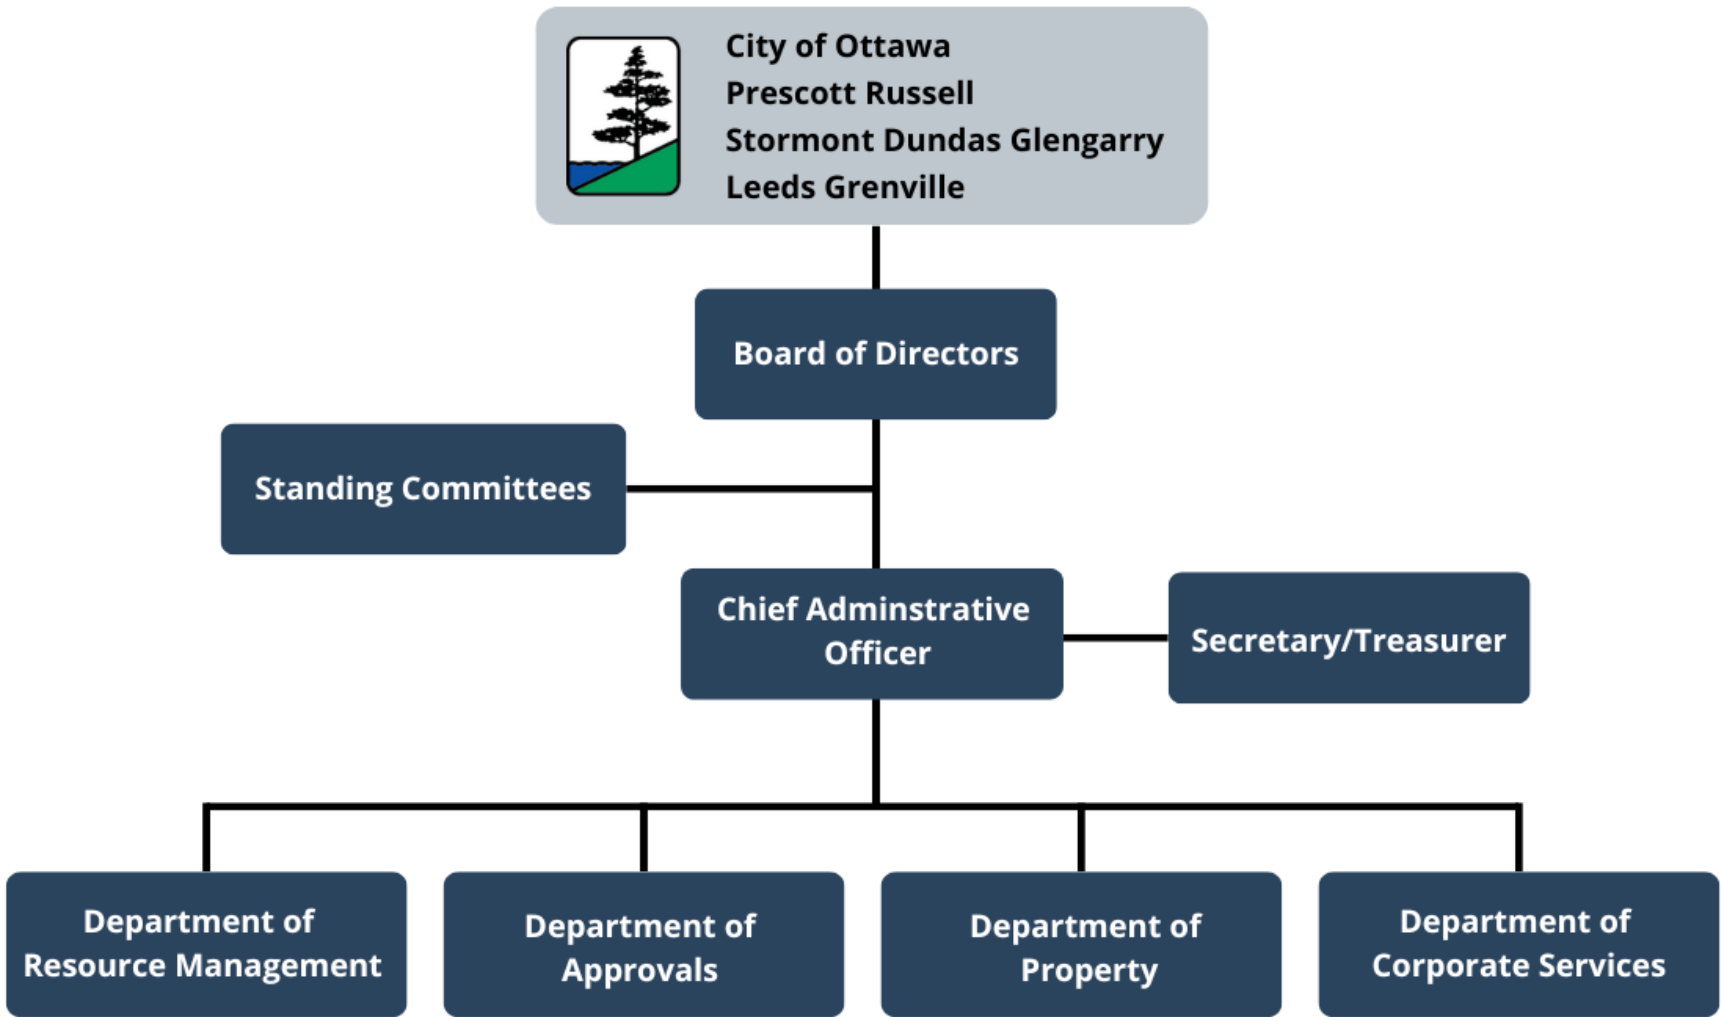 City of Ottawa
Prescott Russell
Stormont Dundas Glengarry
Leeds Grenville
Board of Directors
Standing Committees
Chief Adminstrative
Officer
Secretary/Treasurer
Department of
Resource Management
Department of
Approvals
Department of
Property
Department of
Corporate Services